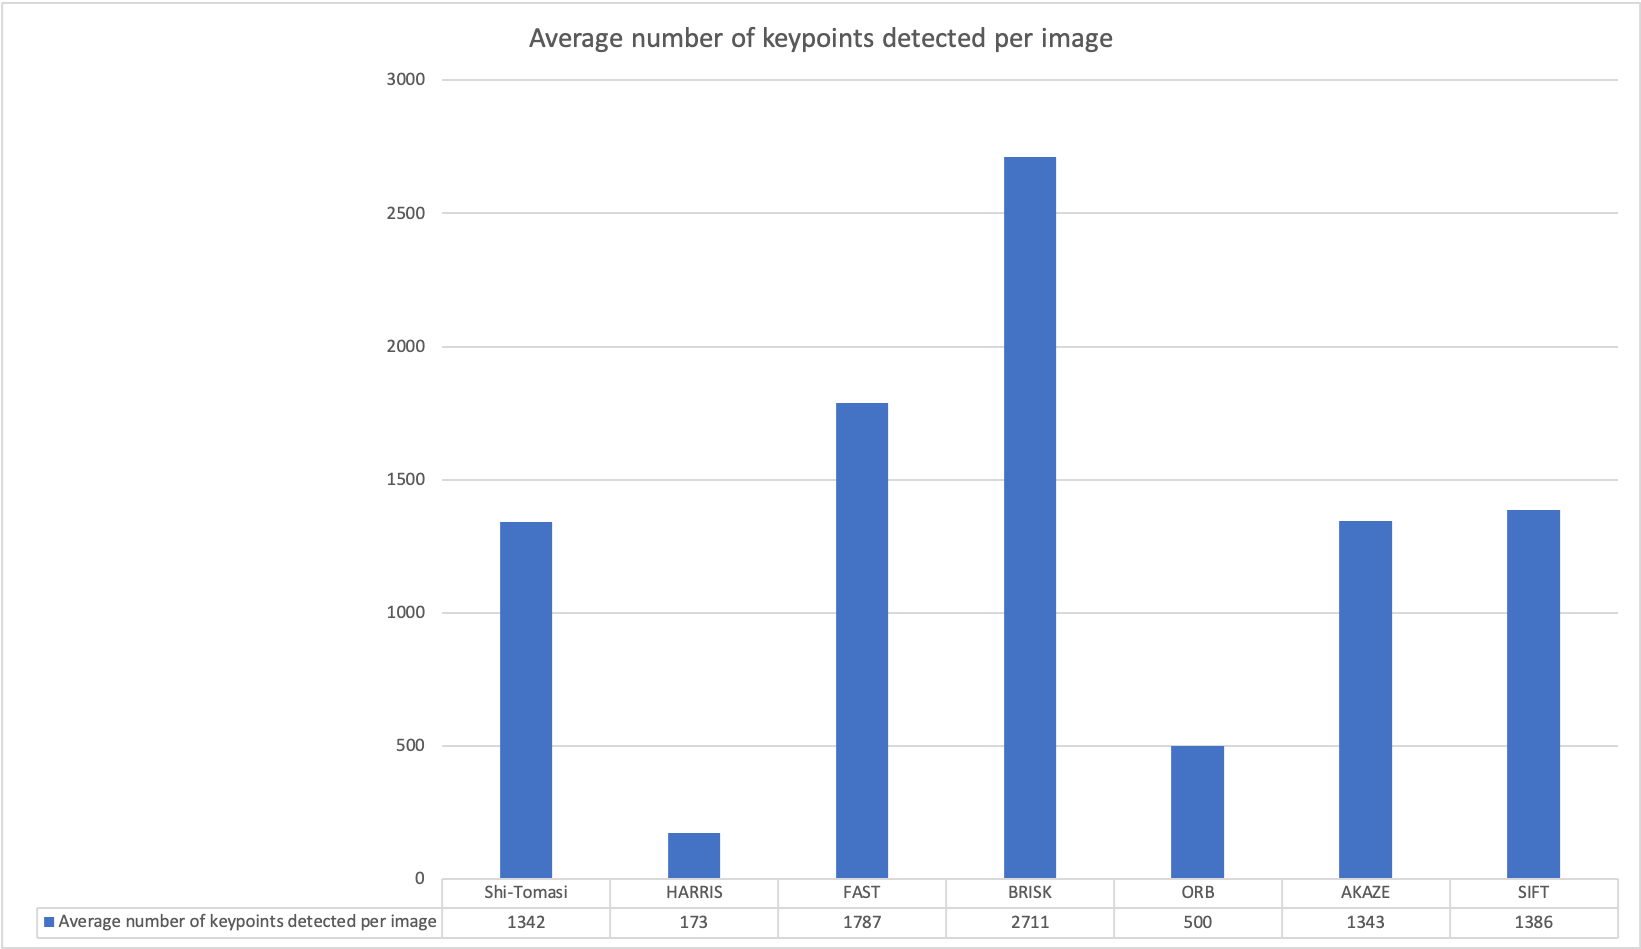 Average number of keypoints detected per image
3000
2500
2000
1500
1000
500
0
Shi-Tomasi HARRIS FAST BRISK ORB AKAZE SIFT
Average number of keypoints detected per image 1342 173 1787 2711 500 1343 1386